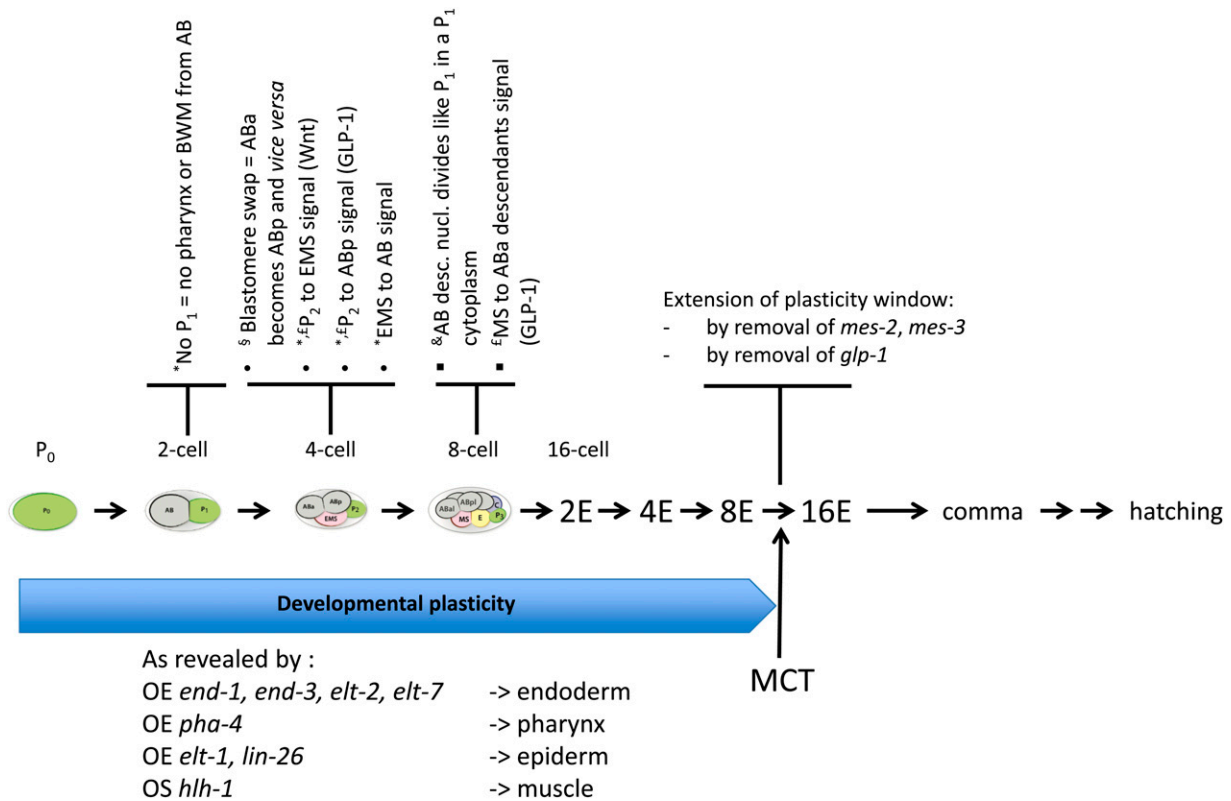 *No P₁ = no pharynx or BWM from AB
• § Blastomere swap = ABa
becomes ABp and vice versa
• *,£P₂ to EMS signal (Wnt)
• *,£P₂ to ABp signal (GLP-1)
• *EMS to AB signal
▪ &AB desc. nucl. divides like P₁ in a P₁
cytoplasm
▪ £MS to ABa descendants signal
(GLP-1)
Extension of plasticity window:
- by removal of mes-2, mes-3
- by removal of glp-1
P₀ 2-cell 4-cell 8-cell 16-cell
P₀
AB P₁
ABa ABp EMS P₂
ABal ABpl MS E C P₃
2E 4E 8E 16E comma hatching
Developmental plasticity
MCT
As revealed by :
OE end-1, end-3, elt-2, elt-7 -> endoderm
OE pha-4 -> pharynx
OE elt-1, lin-26 -> epiderm
OS hlh-1 -> muscle